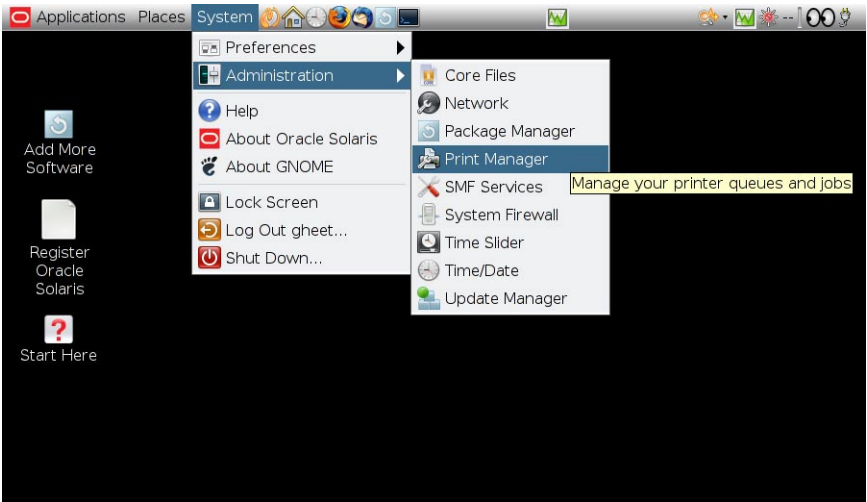 Applications Places System
Preferences
Administration
Help
About Oracle Solaris
About GNOME
Lock Screen
Log Out gheet...
Shut Down...
Core Files
Network
Package Manager
Print Manager
SMF Services
System Firewall
Time Slider
Time/Date
Update Manager
Manage your printer queues and jobs
Add More
Software
Register
Oracle
Solaris
Start Here
--